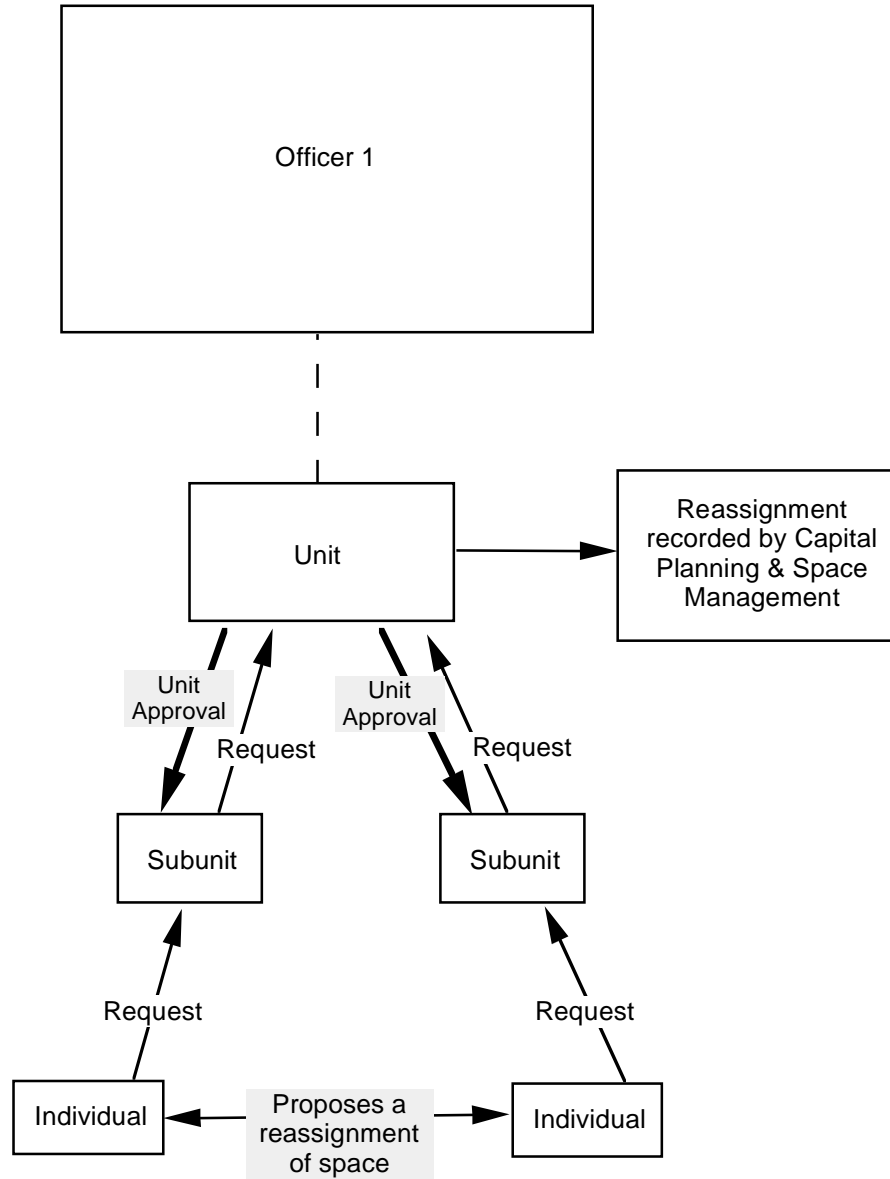 Officer 1
Unit
Reassignment
recorded by Capital
Planning & Space
Management
Unit
Approval
Request
Unit
Approval
Request
Subunit
Subunit
Request
Request
Individual
Proposes a
reassignment
of space
Individual